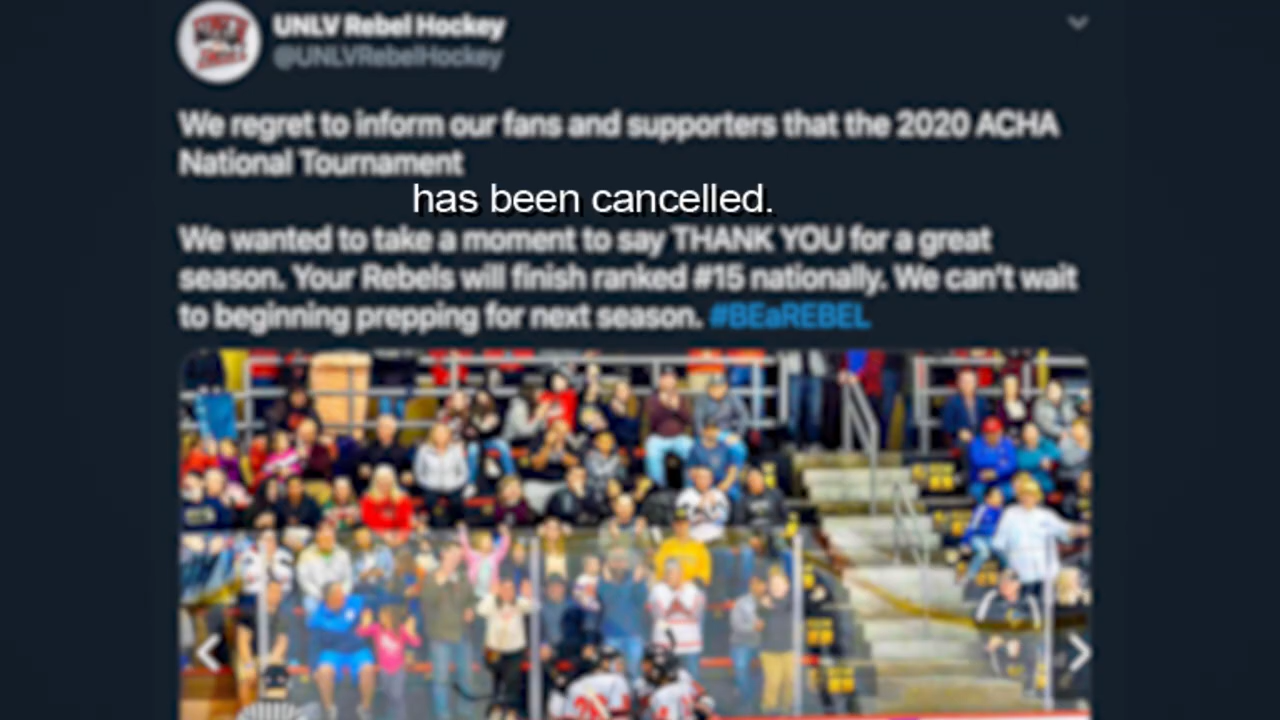 UNLV Rebel Hockey
@UNLVRebelHockey
We regret to inform our fans and supporters that the 2020 ACHA
National Tournament
has been cancelled.
We wanted to take a moment to say THANK YOU for a great
season. Your Rebels will finish ranked #15 nationally. We can't wait
to beginning prepping for next season. #BEaREBEL